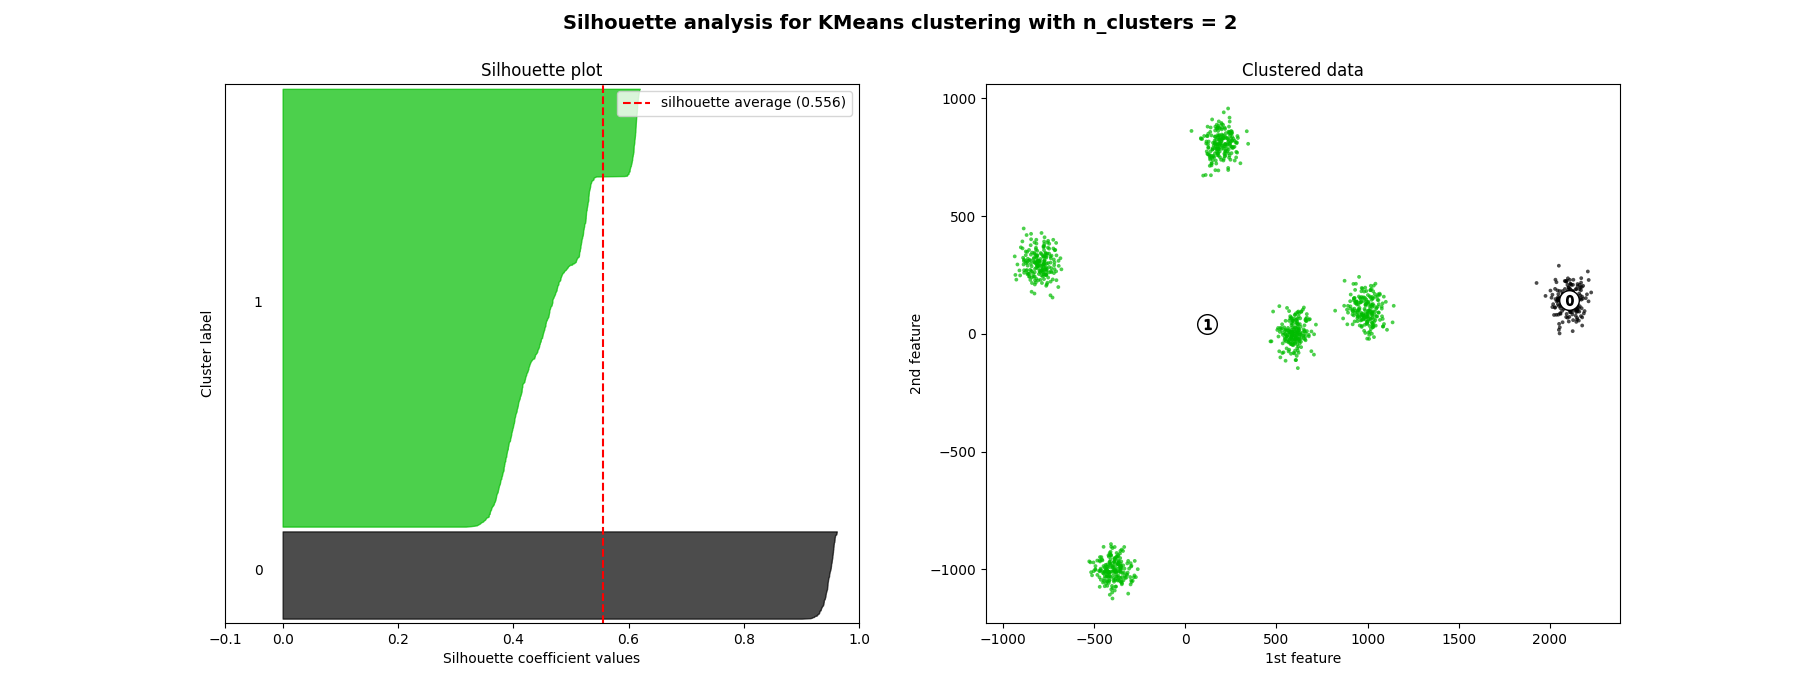 Silhouette analysis for KMeans clustering with n_clusters = 2
Silhouette plot
silhouette average (0.556)
1
0
Cluster label
−0.1 0.0 0.2 0.4 0.6 0.8 1.0
Silhouette coefficient values
Clustered data
1000
500
0
−500
−1000
2nd feature
1
0
−1000 −500 0 500 1000 1500 2000
1st feature